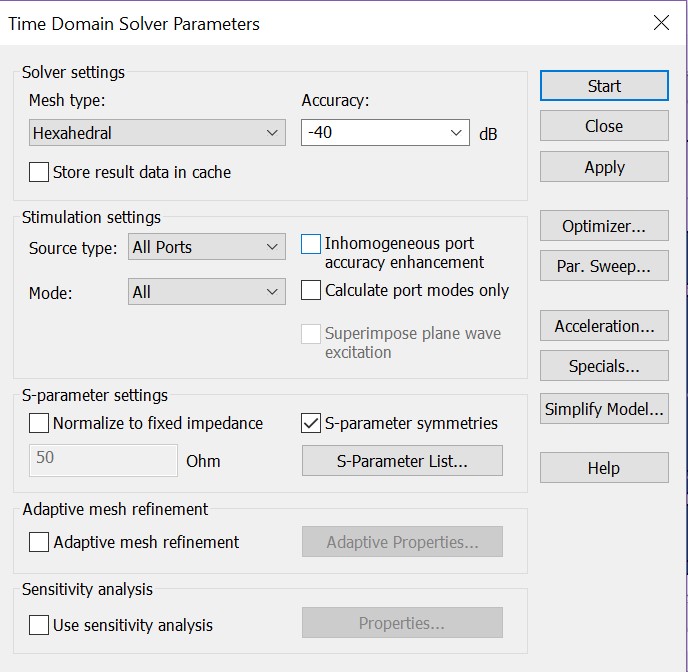 Time Domain Solver Parameters
Solver settings
Mesh type:
Accuracy:
Hexahedral
-40
dB
Store result data in cache
Stimulation settings
Source type:
All Ports
Inhomogeneous port
accuracy enhancement
Mode:
All
Calculate port modes only
Superimpose plane wave
excitation
S-parameter settings
Normalize to fixed impedance
S-parameter symmetries
50
Ohm
S-Parameter List...
Adaptive mesh refinement
Adaptive mesh refinement
Adaptive Properties...
Sensitivity analysis
Use sensitivity analysis
Properties...
Start
Close
Apply
Optimizer...
Par. Sweep...
Acceleration...
Specials...
Simplify Model...
Help